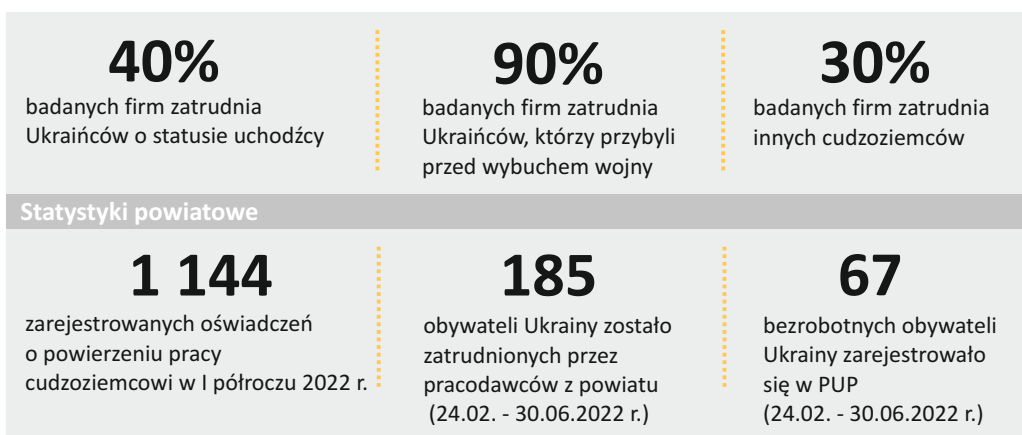 40%
badanych firm zatrudnia
Ukraińców o statusie uchodźcy
90%
badanych firm zatrudnia
Ukraińców, którzy przybyli
przed wybuchem wojny
30%
badanych firm zatrudnia
innych cudzoziemców
Statystyki powiatowe
1 144
zarejestrowanych oświadczeń
o powierzeniu pracy
cudzoziemcowi w I półroczu 2022 r.
185
obywateli Ukrainy zostało
zatrudnionych przez
pracodawców z powiatu
(24.02. - 30.06.2022 r.)
67
bezrobotnych obywateli
Ukrainy zarejestrowało
się w PUP
(24.02. - 30.06.2022 r.)